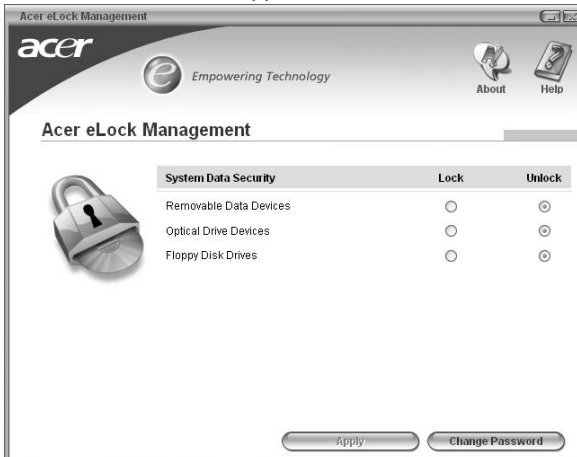 Acer eLock Management
acer
e Empowering Technology
About Help
Acer eLock Management
System Data Security Lock Unlock
Removable Data Devices
Optical Drive Devices
Floppy Disk Drives
Apply Change Password